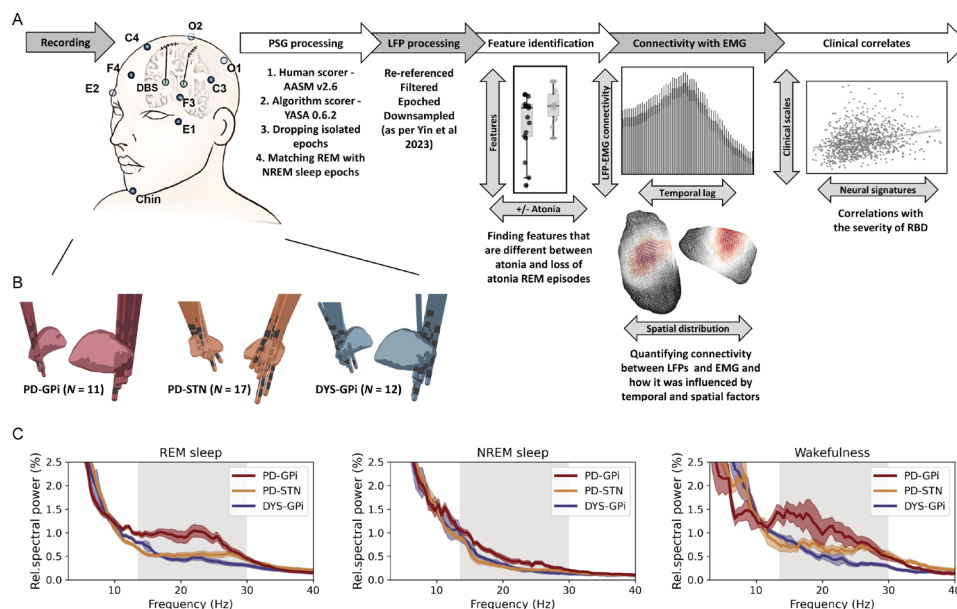 A
Recording
PSG processing
LFP processing
Feature identification
Connectivity with EMG
Clinical correlates
O2
C4
O1
F4
DBS
C3
E2
F3
E1
Chin
1. Human scorer -
AASM v2.6
2. Algorithm scorer -
YASA 0.6.2
3. Dropping isolated
epochs
4. Matching REM with
NREM sleep epochs
Re-referenced
Filtered
Epoched
Downsampled
(as per Yin et al
2023)
Features
+/- Atonia
Finding features that
are different between
atonia and loss of
atonia REM episodes
LFP-EMG connectivity
Temporal lag
Spatial distribution
Quantifying connectivity
between LFPs and EMG and
how it was influenced by
temporal and spatial factors
Clinical scales
Neural signatures
Correlations with
the severity of RBD
B
PD-GPi (N = 11)
PD-STN (N = 17)
DYS-GPi (N = 12)
C
REM sleep
Rel.spectral power (%)
2.5
2.0
1.5
1.0
0.5
0.0
PD-GPi
PD-STN
DYS-GPi
10
20
30
40
Frequency (Hz)
NREM sleep
Rel.spectral power (%)
2.5
2.0
1.5
1.0
0.5
0.0
PD-GPi
PD-STN
DYS-GPi
10
20
30
40
Frequency (Hz)
Wakefulness
Rel.spectral power (%)
2.5
2.0
1.5
1.0
0.5
0.0
PD-GPi
PD-STN
DYS-GPi
10
20
30
40
Frequency (Hz)